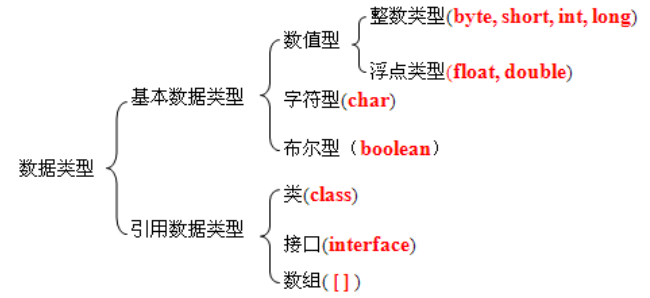 整数类型(byte, short, int, long)
数值型
浮点类型(float, double)
基本数据类型
字符型(char)
布尔型（boolean）
数据类型
类(class)
引用数据类型
接口(interface)
数组([ ])